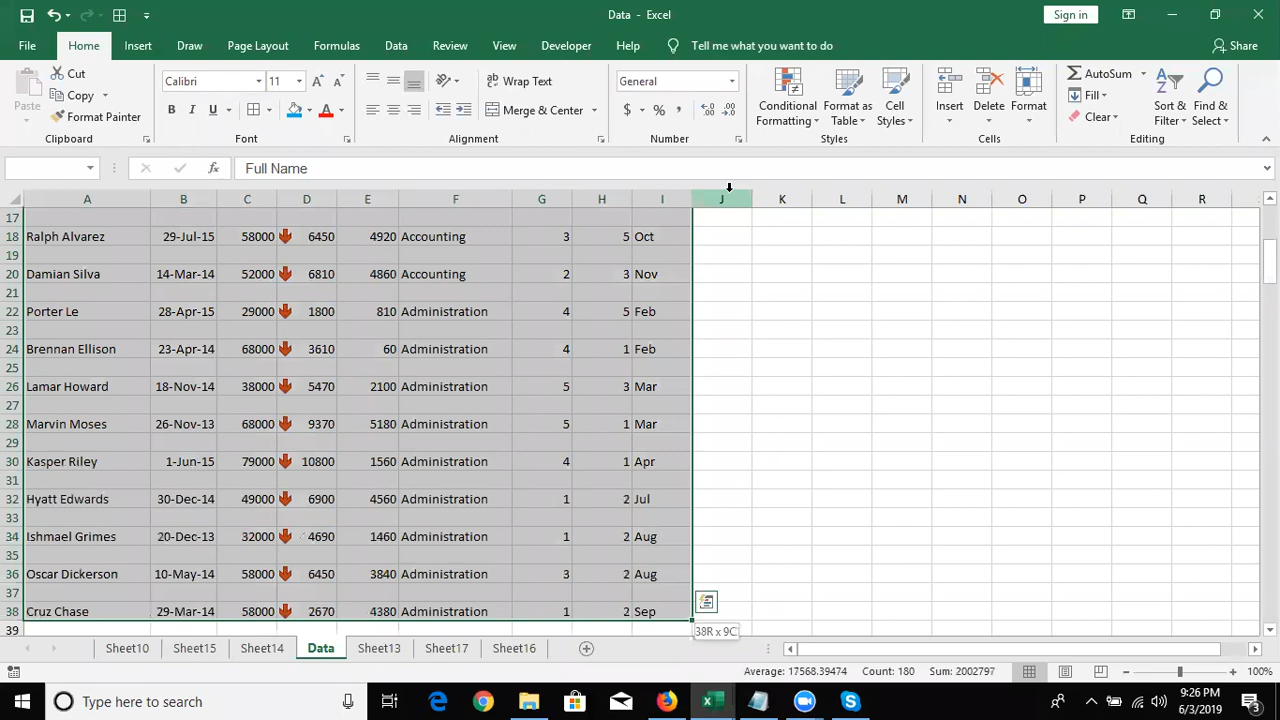 Data - Excel
Sign in
File Home Insert Draw Page Layout Formulas Data Review View Developer Help Tell me what you want to do Share
Paste Cut Copy Format Painter
Calibri 11
B I U A
Wrap Text
Merge & Center
General
$ %
Conditional Formatting Format as Table Cell Styles
Insert Delete Format
AutoSum Fill Clear
Sort & Filter Find & Select
Clipboard Font Alignment Number Styles Cells Editing
fx Full Name
A B C D E F G H I J K L M N O P Q R
17
18 Ralph Alvarez 29-Jul-15 58000 6450 4920 Accounting 3 5 Oct
19
20 Damian Silva 14-Mar-14 52000 6810 4860 Accounting 2 3 Nov
21
22 Porter Le 28-Apr-15 29000 1800 810 Administration 4 5 Feb
23
24 Brennan Ellison 23-Apr-14 68000 3610 60 Administration 4 1 Feb
25
26 Lamar Howard 18-Nov-14 38000 5470 2100 Administration 5 3 Mar
27
28 Marvin Moses 26-Nov-13 68000 9370 5180 Administration 5 1 Mar
29
30 Kasper Riley 1-Jun-15 79000 10800 1560 Administration 4 1 Apr
31
32 Hyatt Edwards 30-Dec-14 49000 6900 4560 Administration 1 2 Jul
33
34 Ishmael Grimes 20-Dec-13 32000 4690 1460 Administration 1 2 Aug
35
36 Oscar Dickerson 10-May-14 58000 6450 3840 Administration 3 2 Aug
37
38 Cruz Chase 29-Mar-14 58000 2670 4380 Administration 1 2 Sep
39
38R x 9C
Sheet10 Sheet15 Sheet14 Data Sheet13 Sheet17 Sheet16
Average: 17568.39474 Count: 180 Sum: 2002797 100%
Type here to search
9:26 PM
6/3/2019
3